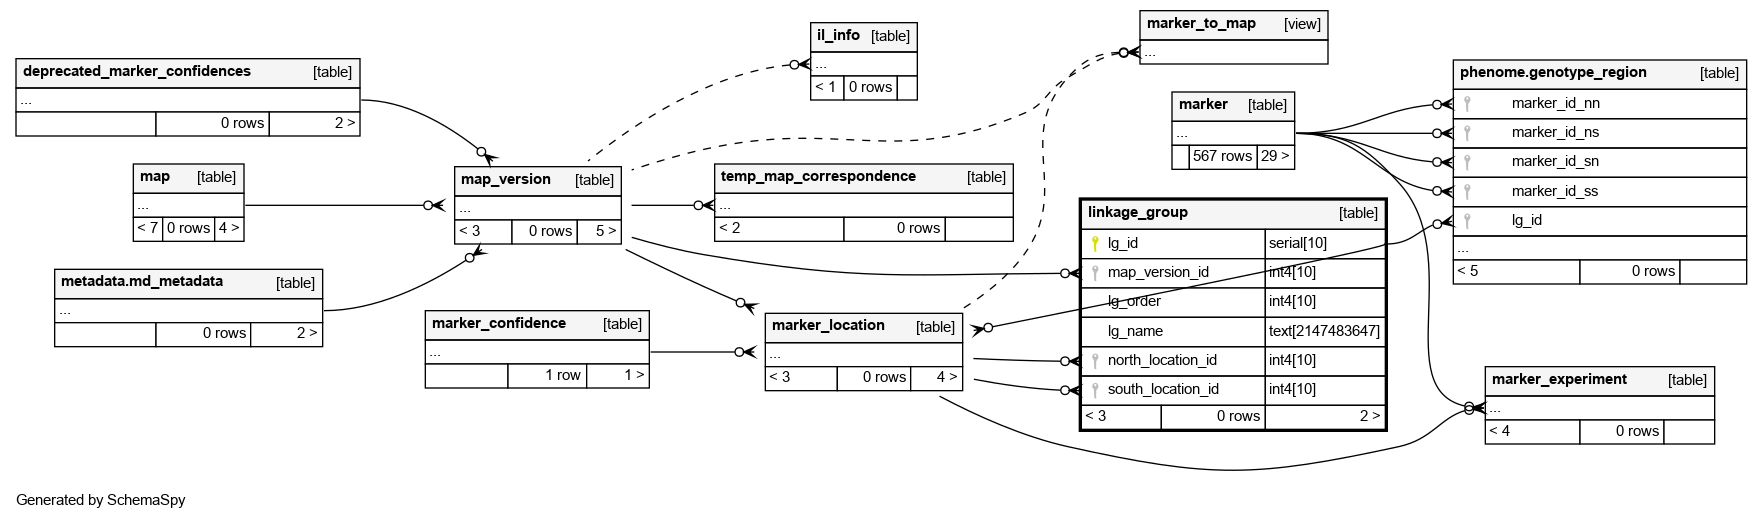 deprecated_marker_confidences [table]
...
0 rows 2 >
map [table]
...
< 7 0 rows 4 >
metadata.md_metadata [table]
...
0 rows 2 >
map_version [table]
...
< 3 0 rows 5 >
marker_confidence [table]
...
1 row 1 >
il_info [table]
...
< 1 0 rows
temp_map_correspondence [table]
...
< 2 0 rows
marker_location [table]
...
< 3 0 rows 4 >
marker_to_map [view]
...
marker [table]
...
567 rows 29 >
linkage_group [table]
lg_id serial[10]
map_version_id int4[10]
lg_order int4[10]
lg_name text[2147483647]
north_location_id int4[10]
south_location_id int4[10]
< 3 0 rows 2 >
phenome.genotype_region [table]
marker_id_nn
marker_id_ns
marker_id_sn
marker_id_ss
lg_id
...
< 5 0 rows
marker_experiment [table]
...
< 4 0 rows
Generated by SchemaSpy